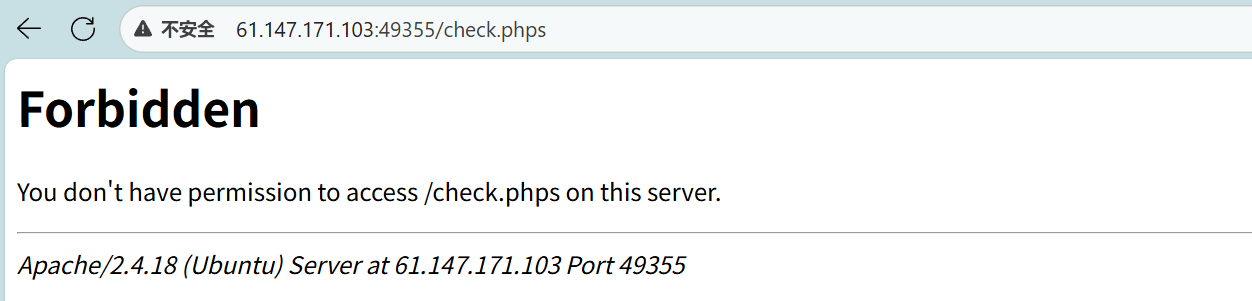 不安全 61.147.171.103:49355/check.phps
Forbidden
You don't have permission to access /check.phps on this server.
Apache/2.4.18 (Ubuntu) Server at 61.147.171.103 Port 49355